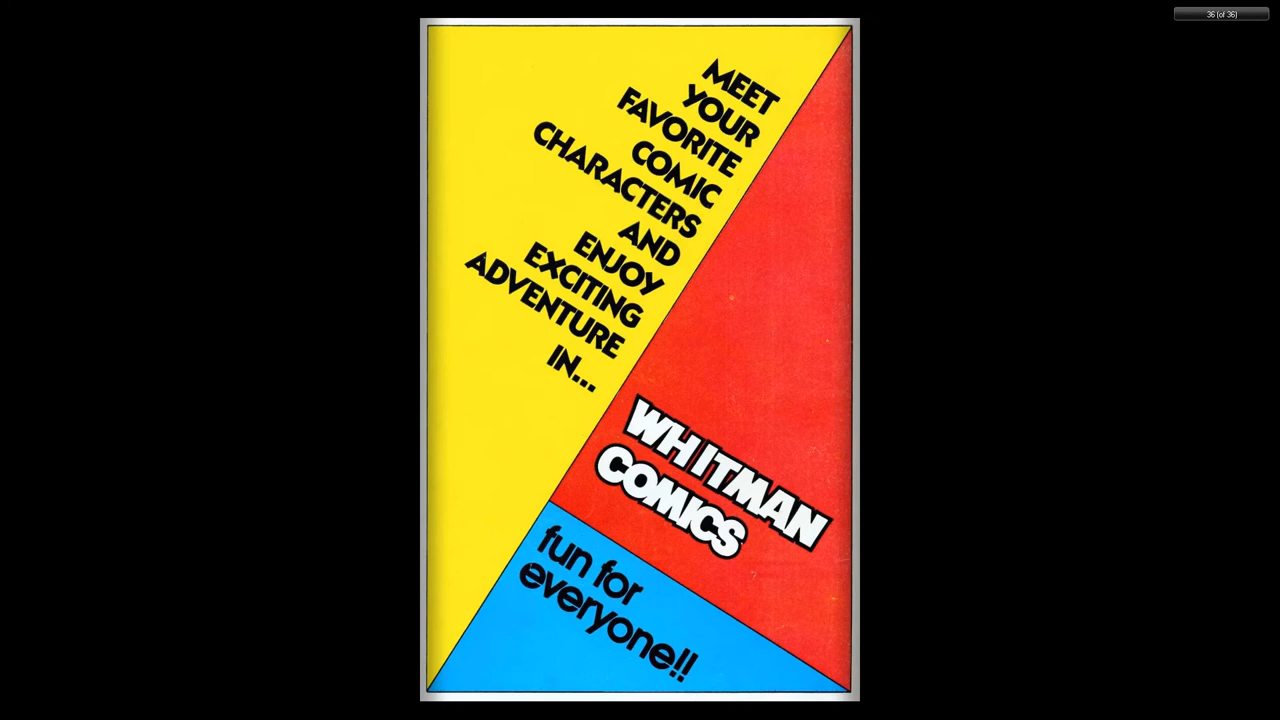 36 (of 36)
MEET
YOUR
FAVORITE
COMIC
CHARACTERS
AND
ENJOY
EXCITING
ADVENTURE
IN...
WHITMAN
COMICS
fun for
everyone!!